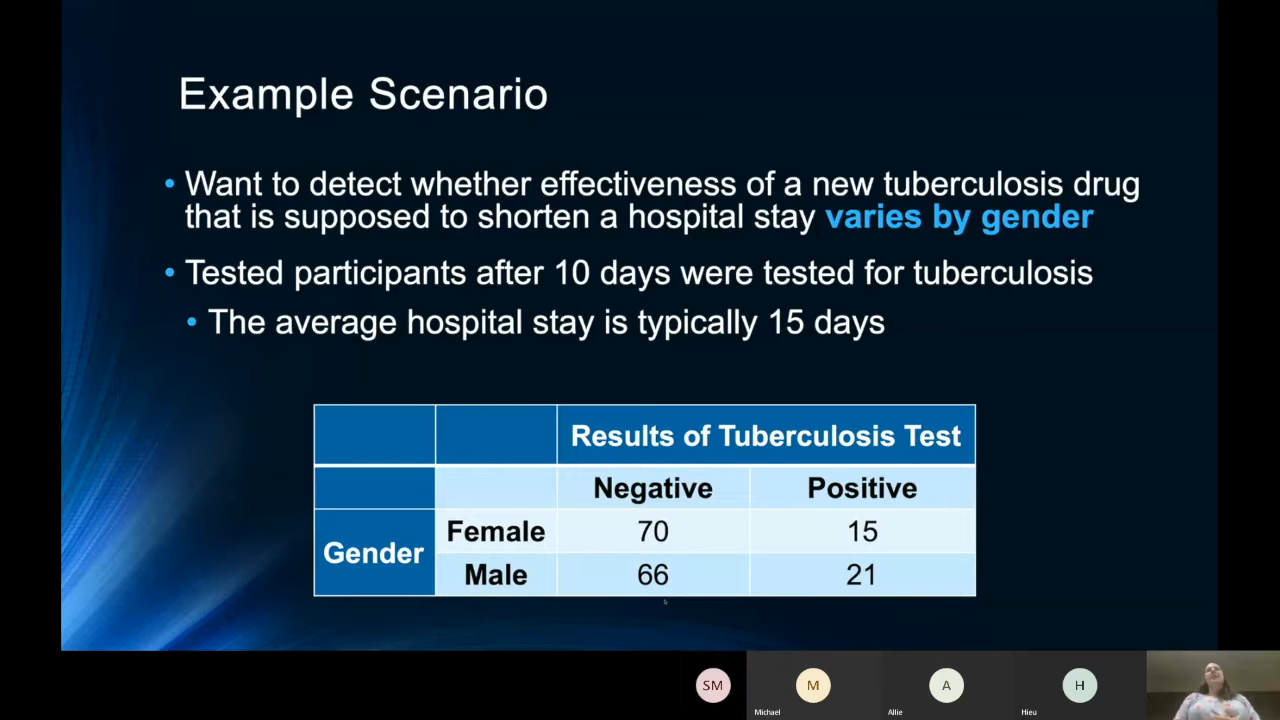 Example Scenario
• Want to detect whether effectiveness of a new tuberculosis drug
that is supposed to shorten a hospital stay varies by gender
• Tested participants after 10 days were tested for tuberculosis
• The average hospital stay is typically 15 days
Results of Tuberculosis Test
Negative Positive
Gender
Female 70 15
Male 66 21
SM
M
Michael
A
Allie
H
Hieu